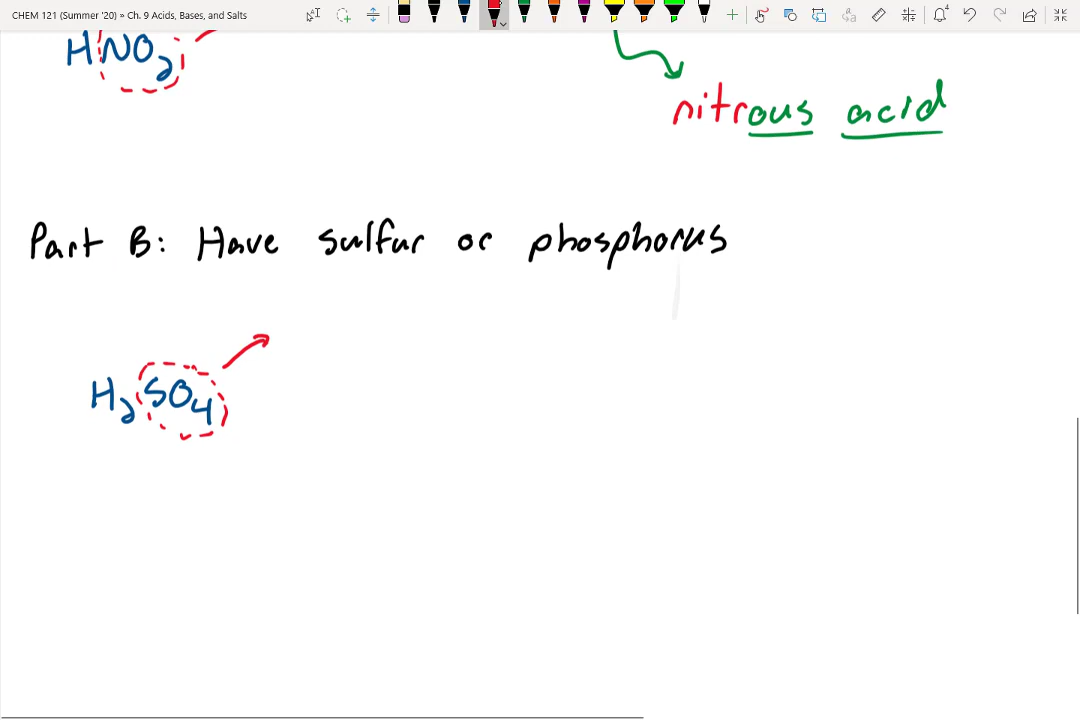 CHEM 121 (Summer '20) » Ch. 9 Acids, Bases, and Salts
HNO₂
nitrous acid
Part B: Have sulfur or phosphorus
H₂SO₄